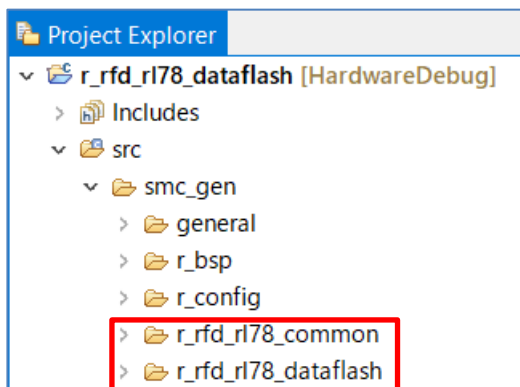 Project Explorer
r_rfd_rl78_dataflash [HardwareDebug]
Includes
src
smc_gen
general
r_bsp
r_config
r_rfd_rl78_common
r_rfd_rl78_dataflash